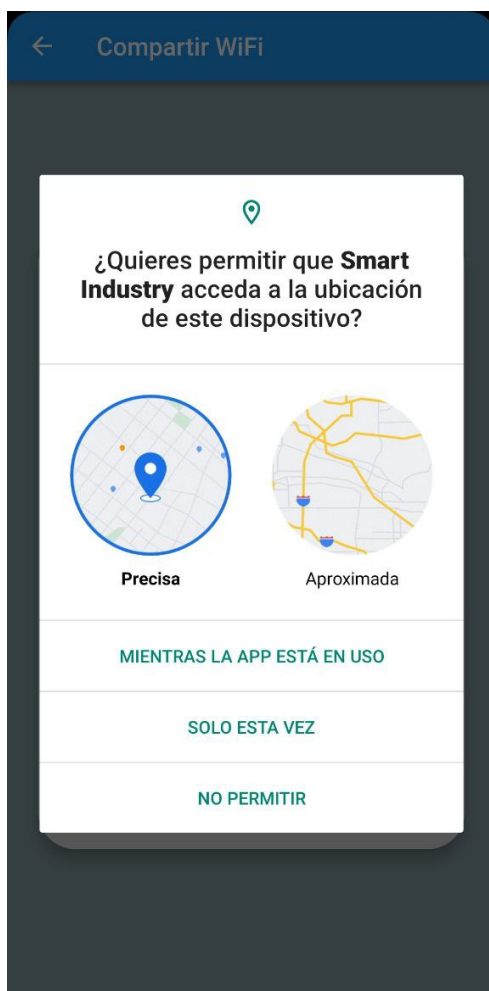 Compartir WiFi
¿Quieres permitir que Smart
Industry acceda a la ubicación
de este dispositivo?
Precisa
Aproximada
MIENTRAS LA APP ESTÁ EN USO
SOLO ESTA VEZ
NO PERMITIR